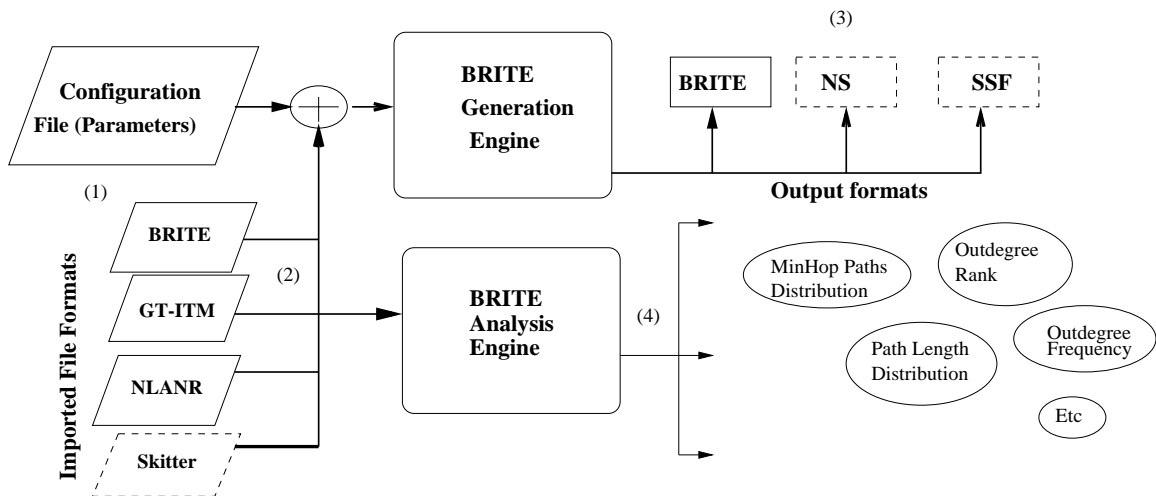 (3)
Configuration
File (Parameters)
BRITE
Generation
Engine
BRITE
NS
SSF
Output formats
(1)
Imported File Formats
BRITE
GT-ITM
NLANR
Skitter
(2)
BRITE
Analysis
Engine
(4)
MinHop Paths
Distribution
Outdegree
Rank
Path Length
Distribution
Outdegree
Frequency
Etc